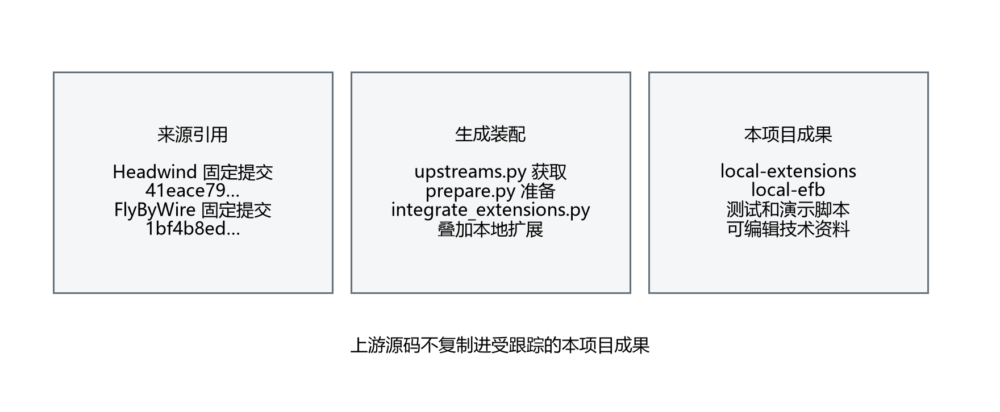 来源引用
Headwind 固定提交
41eace79...
FlyByWire 固定提交
1bf4b8ed...
生成装配
upstreams.py 获取
prepare.py 准备
integrate_extensions.py
叠加本地扩展
本项目成果
local-extensions
local-efb
测试和演示脚本
可编辑技术资料
上游源码不复制进受跟踪的本项目成果